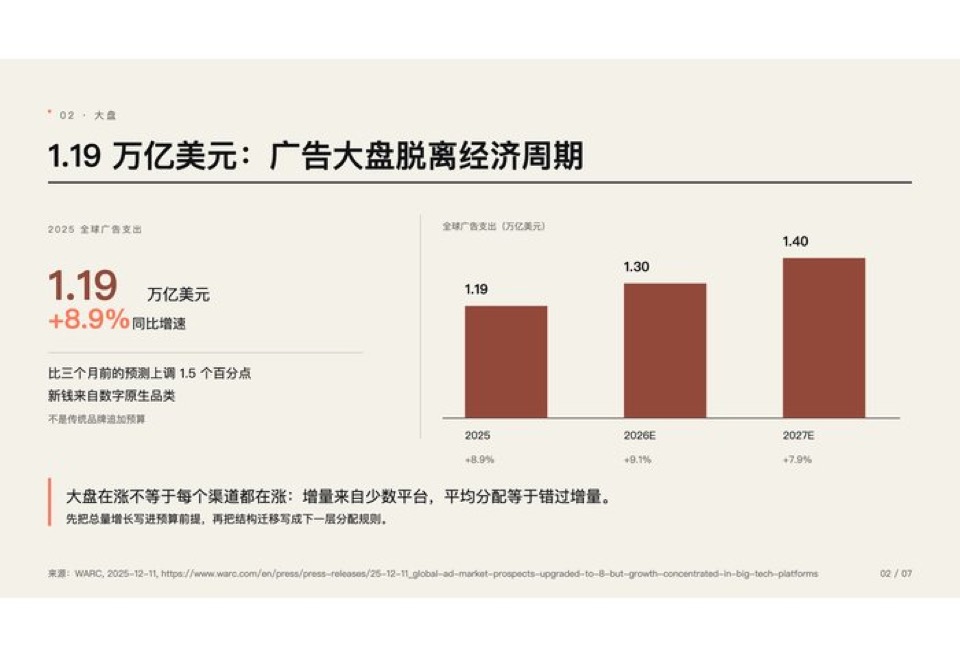 * 02 · 大盘
1.19 万亿美元：广告大盘脱离经济周期
2025 全球广告支出
1.19 万亿美元
+8.9% 同比增速
比三个月前的预测上调 1.5 个百分点
新钱来自数字原生品类
不是传统品牌追加预算
全球广告支出（万亿美元）
1.19
1.30
1.40
2025
2026E
2027E
+8.9%
+9.1%
+7.9%
大盘在涨不等于每个渠道都在涨：增量来自少数平台，平均分配等于错过增量。
先把总量增长写进预算前提，再把结构迁移写成下一层分配规则。
来源：WARC, 2025-12-11, https://www.warc.com/en/press/press-releases/25-12-11_global-ad-market-prospects-upgraded-to-8-but-growth-concentrated-in-big-tech-platforms
02 / 07